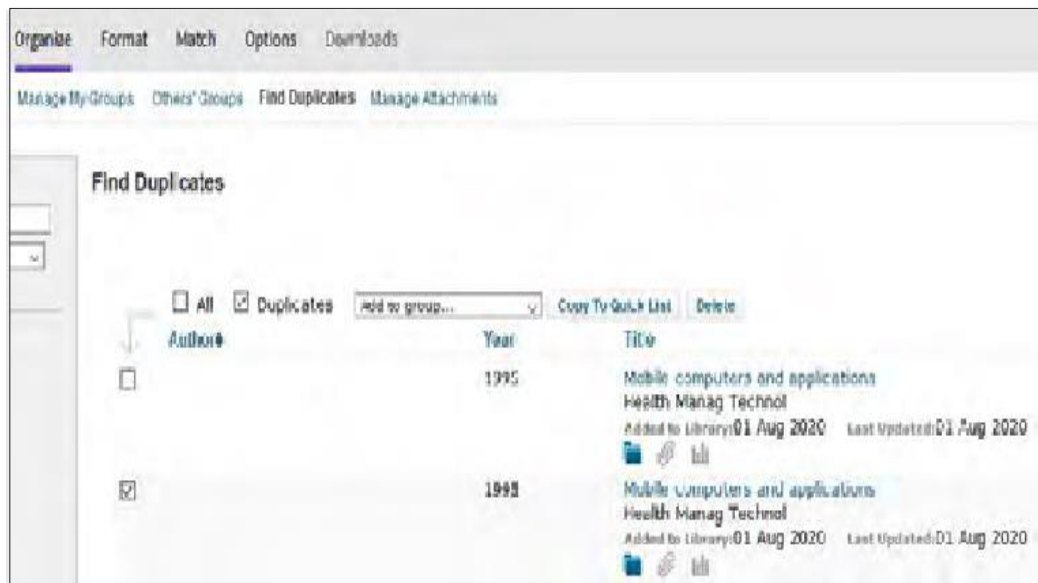 Organize Format Match Options Downloads
Manage My Groups Others' Groups Find Duplicates Manage Attachments
Find Duplicates
All Duplicates Add to group... Copy To Quick List Delete
Author Year Title
1995 Mobile computers and applications
Health Manag Technol
Added to Library:01 Aug 2020 Last Updated:01 Aug 2020
1995 Mobile computers and applications
Health Manag Technol
Added to Library:01 Aug 2020 Last Updated:01 Aug 2020